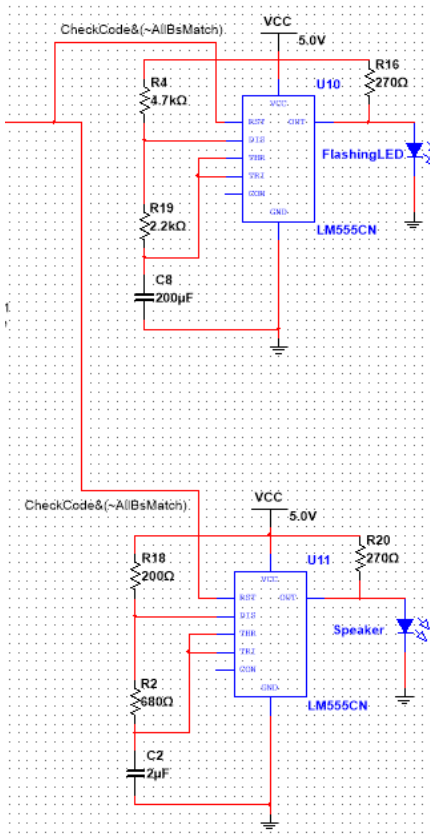 CheckCode&(~AllBsMatch)
VCC
5.0V
R4
4.7kΩ
U10
R16
270Ω
VCC
RST
OUT
DIS
THR
TRI
CON
GND
FlashingLED
LM555CN
R19
2.2kΩ
C8
200µF
CheckCode&(~AllBsMatch)
VCC
5.0V
R18
200Ω
U11
R20
270Ω
VCC
RST
OUT
DIS
THR
TRI
CON
GND
Speaker
LM555CN
R2
680Ω
C2
2µF